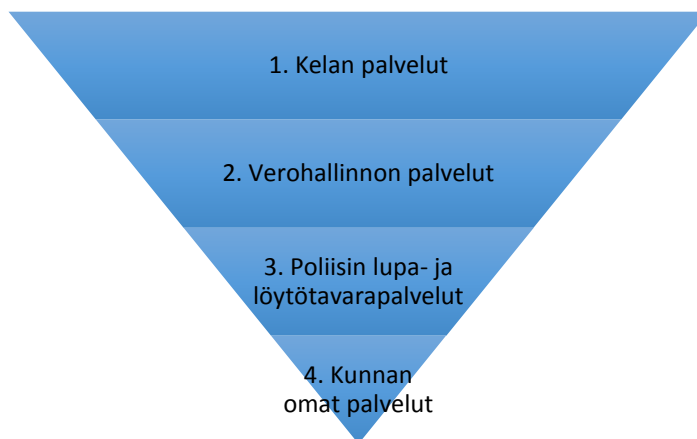 1. Kelan palvelut
2. Verohallinnon palvelut
3. Poliisin lupa- ja
löytötavarapalvelut
4. Kunnan
omat palvelut